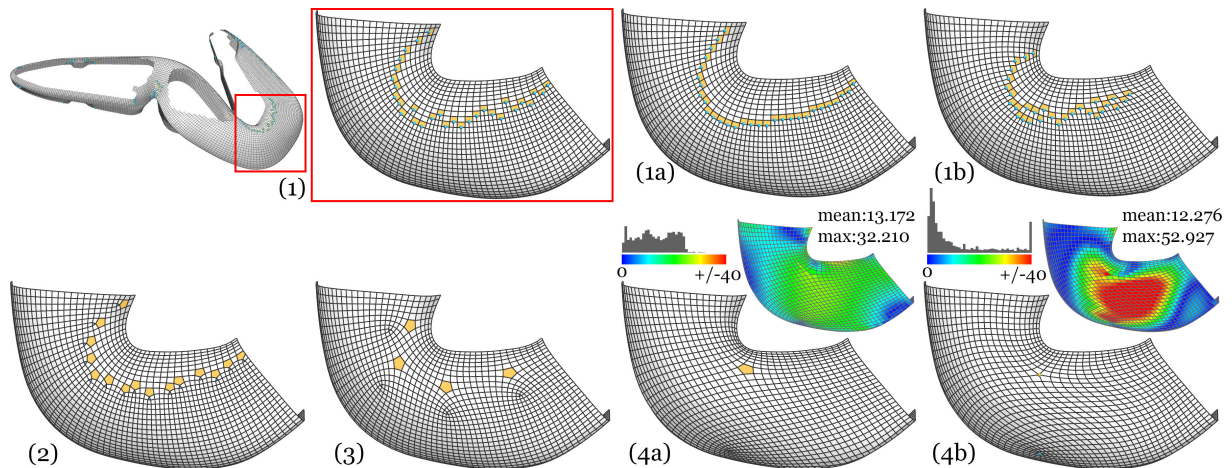 (1)
(1a)
(1b)
mean:13.172
max:32.210
0
+/-40
mean:12.276
max:52.927
0
+/-40
(2)
(3)
(4a)
(4b)